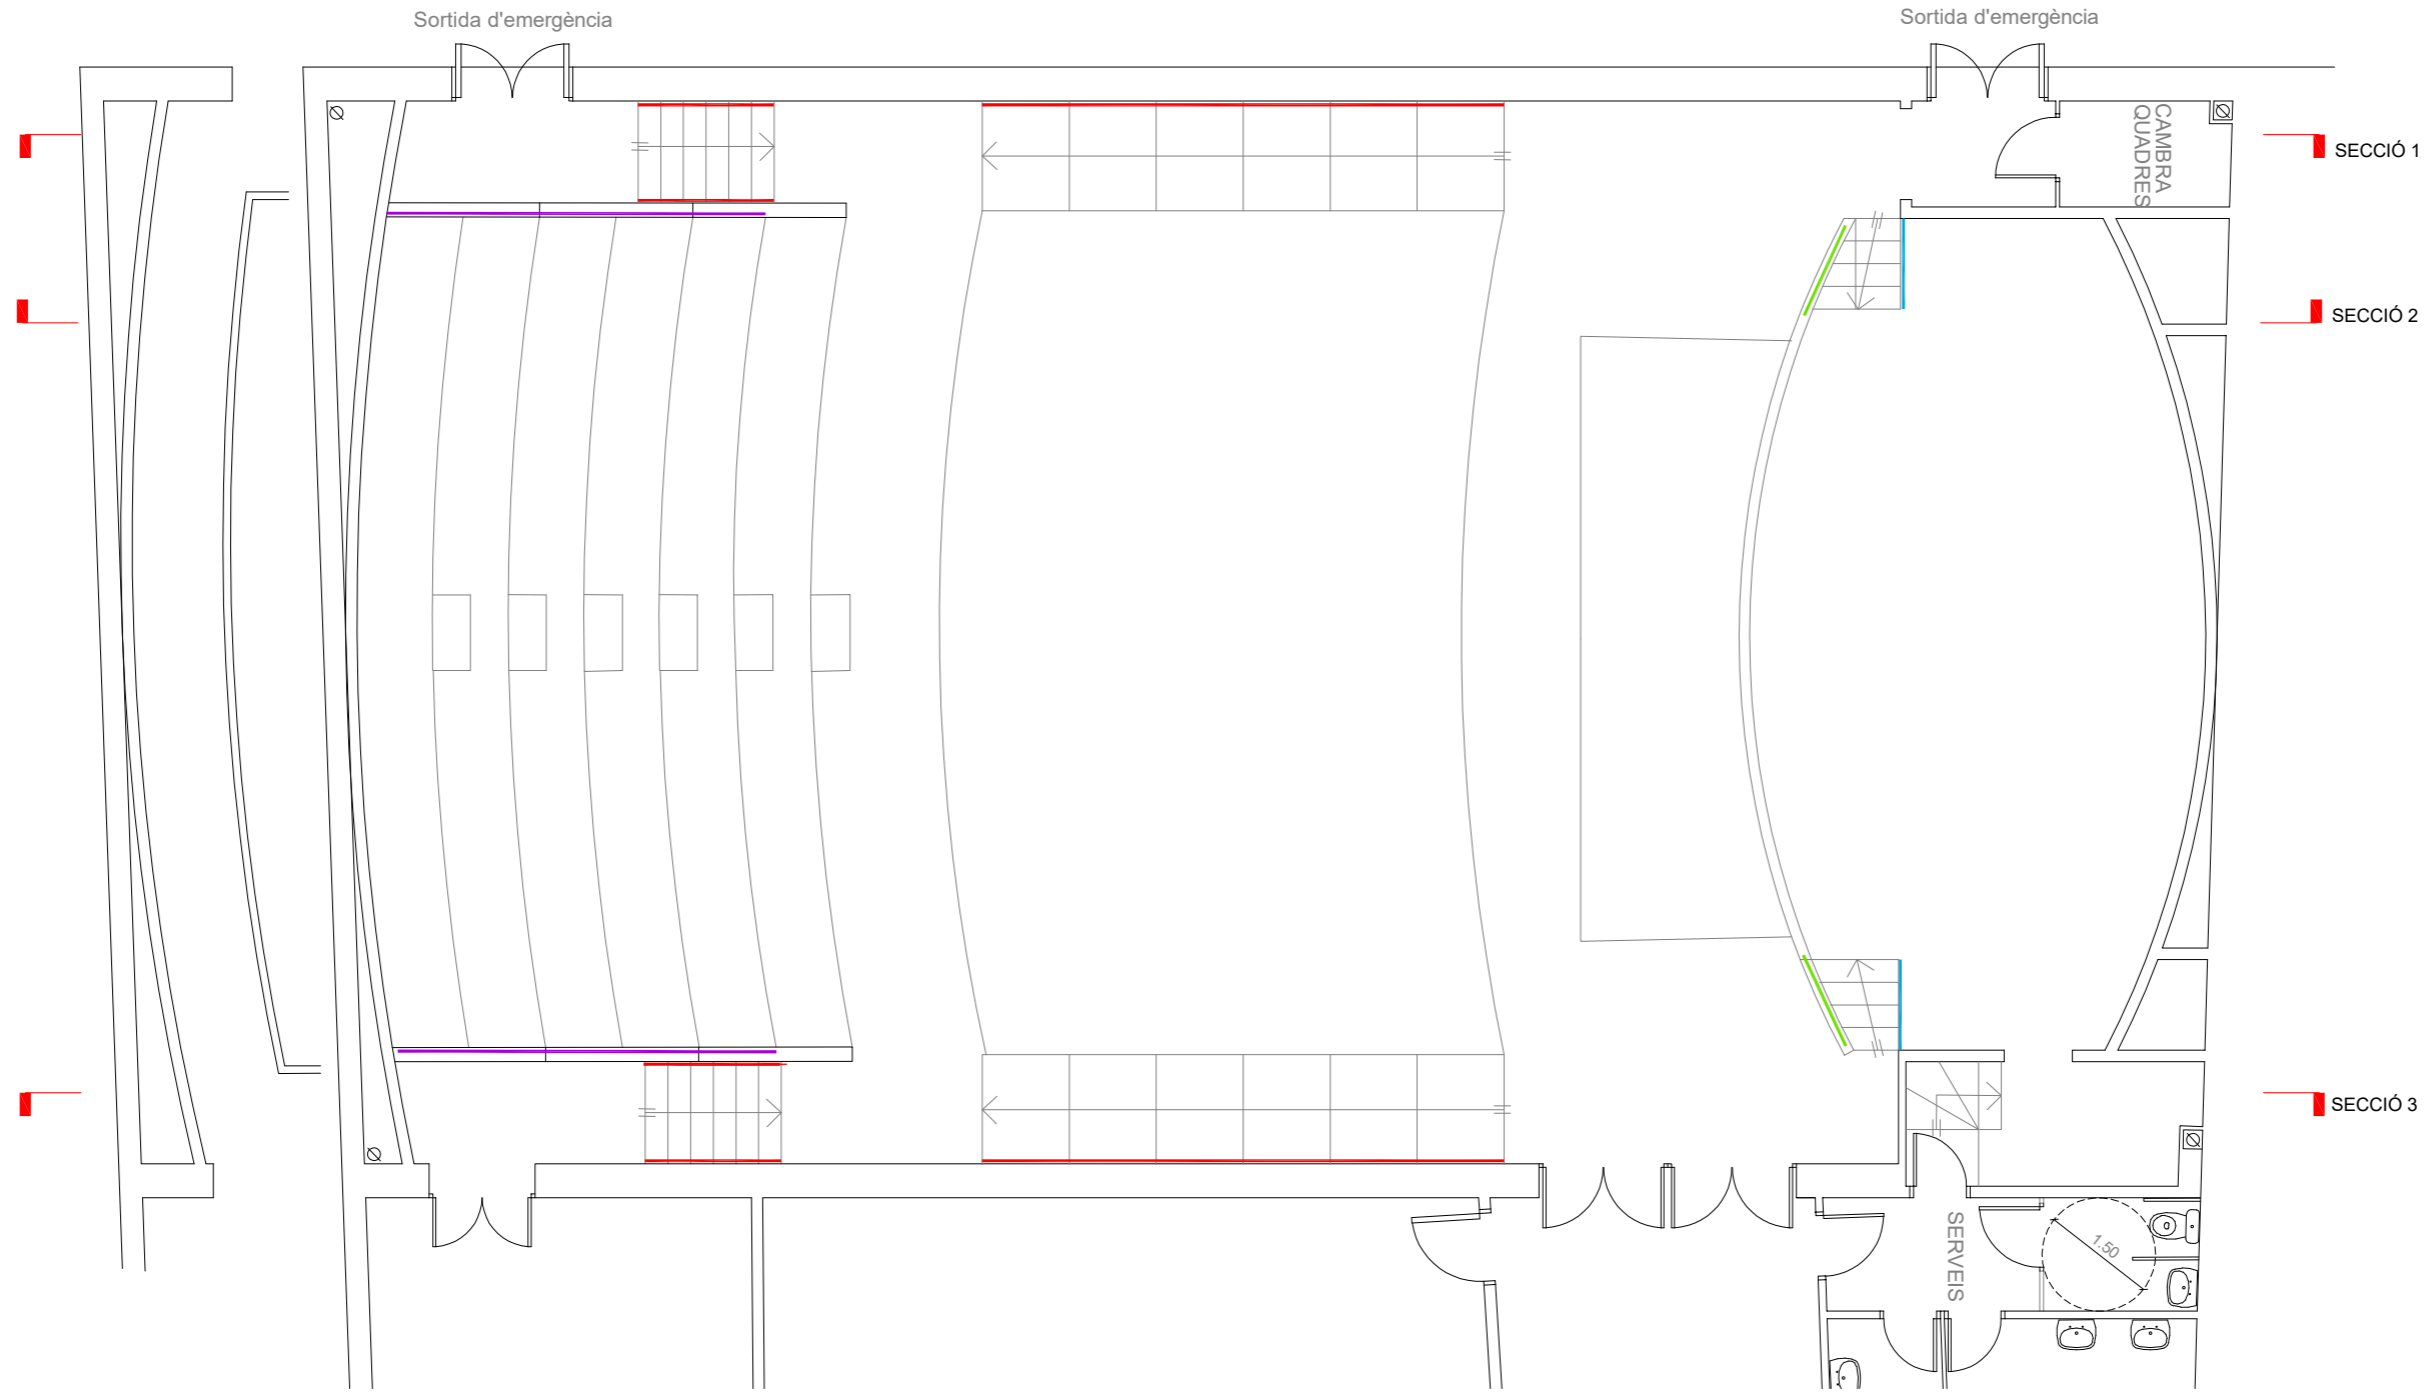 Sortida d'emergència
Sortida d'emergència
CAMBRA
QUADRES
SECCIÓ 1
SECCIÓ 2
SECCIÓ 3
SERVEIS
1.50